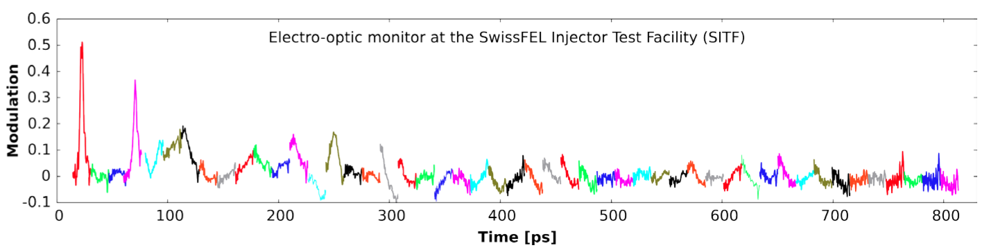 Electro-optic monitor at the SwissFEL Injector Test Facility (SITF)
Modulation
0.6
0.5
0.4
0.3
0.2
0.1
0
-0.1
0 100 200 300 400 500 600 700 800
Time [ps]